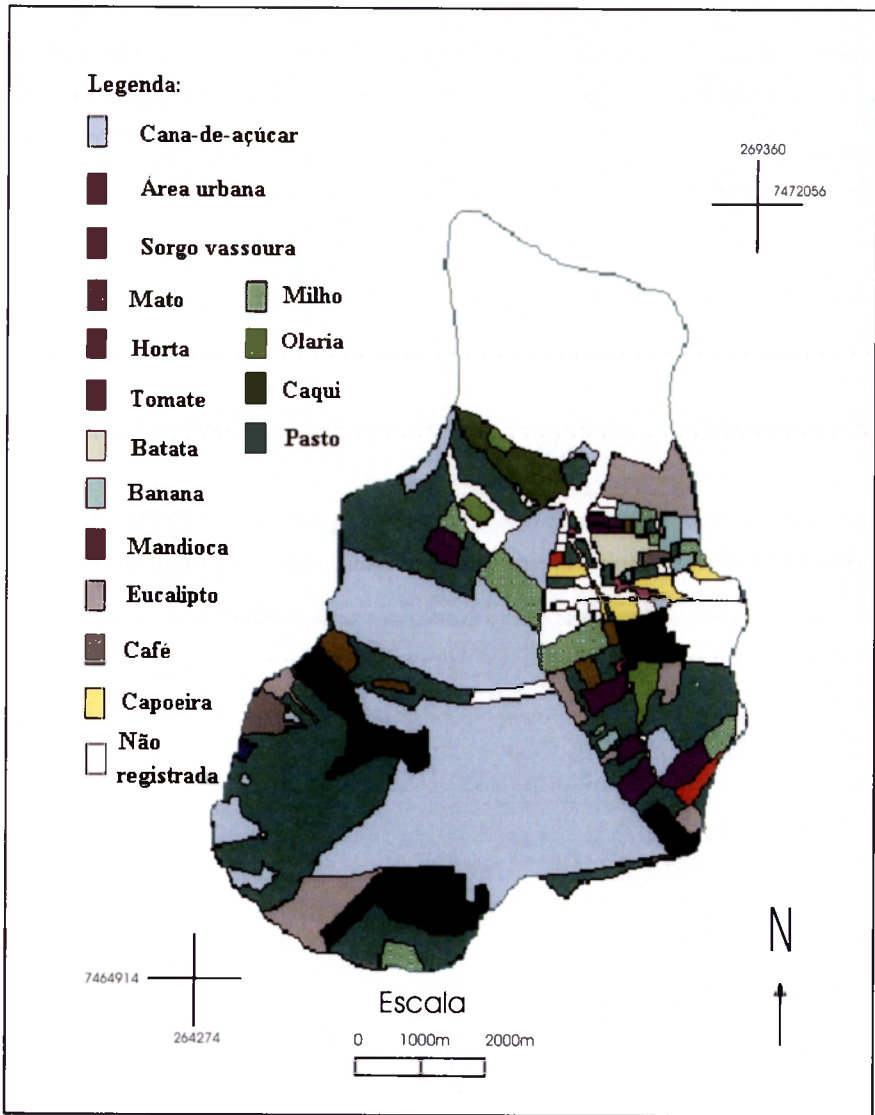 Legenda:
Cana-de-açúcar
Área urbana
Sorgo vassoura
Mato
Horta
Tomate
Batata
Banana
Mandioca
Eucalipto
Café
Capoeira
Não
registrada
Milho
Olaria
Caqui
Pasto
269360
7472056
7464914
264274
N
Escala
0 1000m 2000m